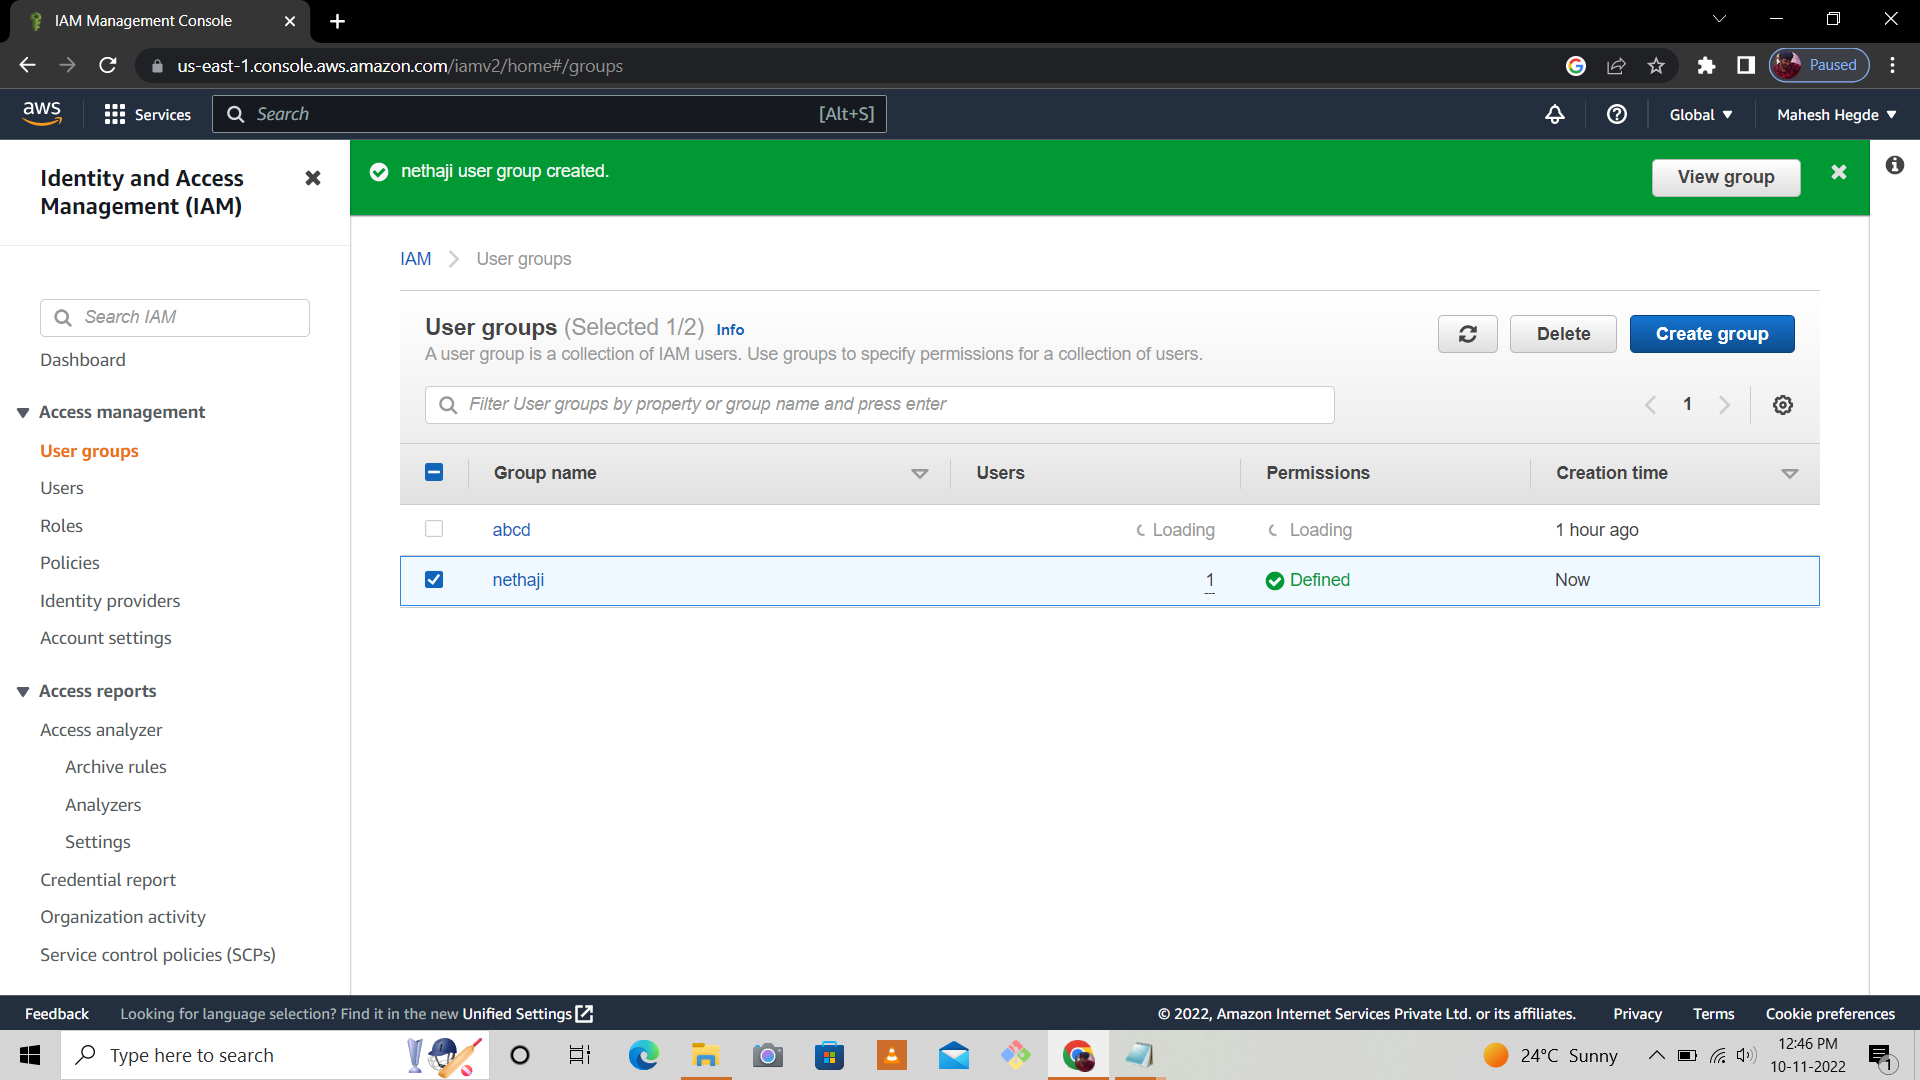 IAM Management Console
us-east-1.console.aws.amazon.com/iamv2/home#/groups
Paused
aws
Services
Search
[Alt+S]
Global
Mahesh Hegde
Identity and Access
Management (IAM)
nethaji user group created.
View group
IAM
User groups
Search IAM
Dashboard
Access management
User groups
Users
Roles
Policies
Identity providers
Account settings
Access reports
Access analyzer
Archive rules
Analyzers
Settings
Credential report
Organization activity
Service control policies (SCPs)
User groups (Selected 1/2) Info
A user group is a collection of IAM users. Use groups to specify permissions for a collection of users.
Delete
Create group
Filter User groups by property or group name and press enter
1
Group name Users Permissions Creation time
abcd Loading Loading 1 hour ago
nethaji 1 Defined Now
Feedback Looking for language selection? Find it in the new Unified Settings
© 2022, Amazon Internet Services Private Ltd. or its affiliates. Privacy Terms Cookie preferences
Type here to search
24°C Sunny
12:46 PM
10-11-2022
1